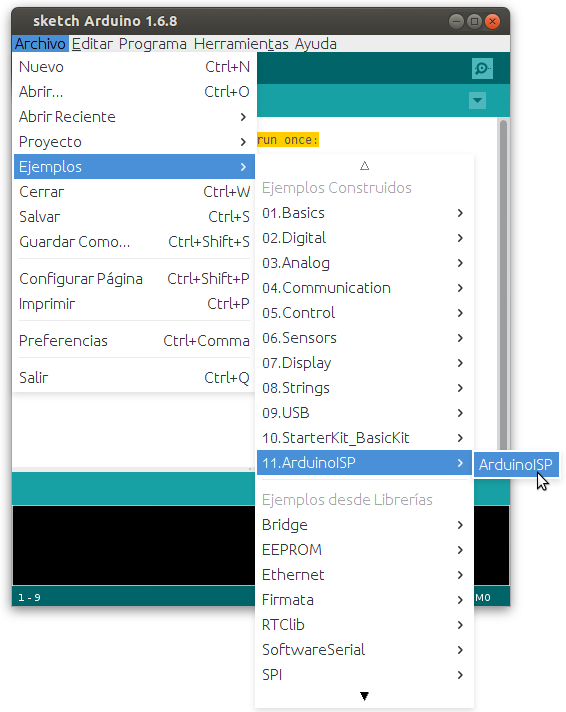 sketch Arduino 1.6.8
Archivo Editar Programa Herramientas Ayuda
Nuevo Ctrl+N
Abrir... Ctrl+O
Abrir Reciente
Proyecto
run once:
Ejemplos
Cerrar Ctrl+W
Salvar Ctrl+S
Guardar Como... Ctrl+Shift+S
Configurar Página Ctrl+Shift+P
Imprimir Ctrl+P
Preferencias Ctrl+Comma
Salir Ctrl+Q
Ejemplos Construidos
01.Basics
02.Digital
03.Analog
04.Communication
05.Control
06.Sensors
07.Display
08.Strings
09.USB
10.StarterKit_BasicKit
11.ArduinoISP
ArduinoISP
Ejemplos desde Librerías
Bridge
EEPROM
Ethernet
Firmata
RTClib
SoftwareSerial
SPI
1 - 9
M0